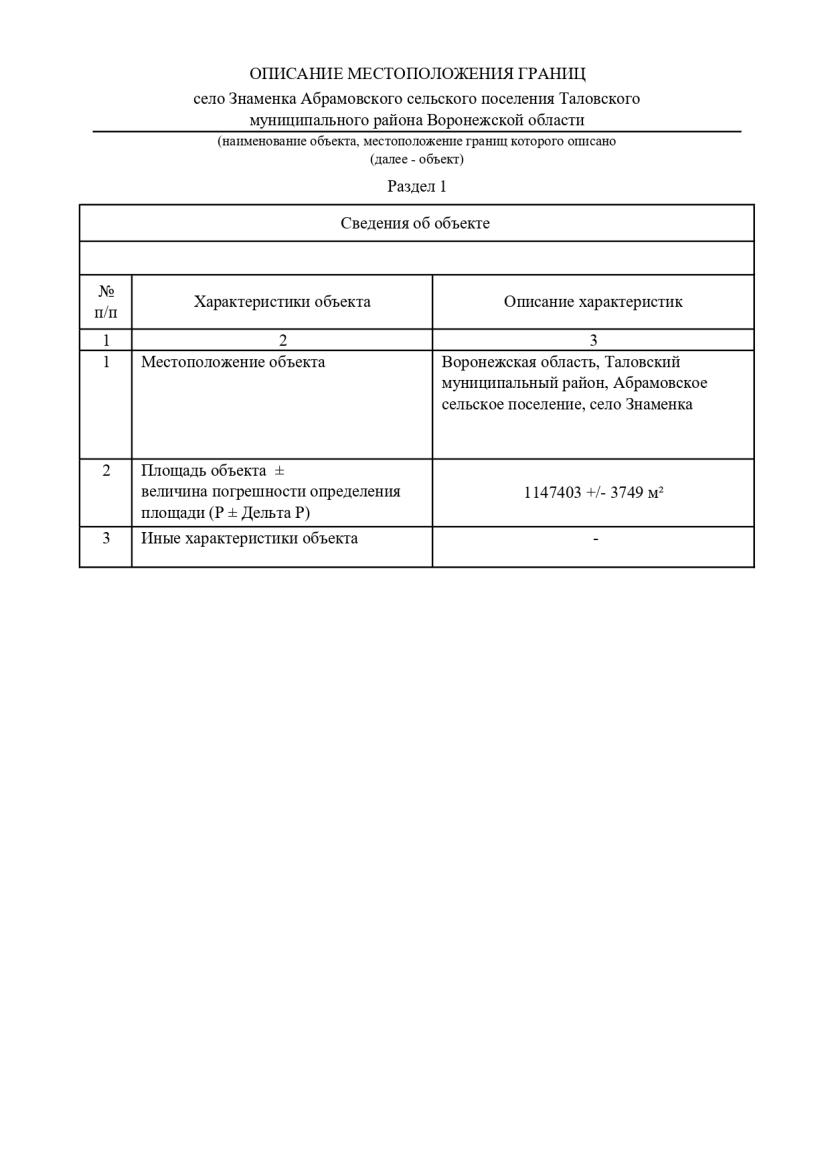 ОПИСАНИЕ МЕСТОПОЛОЖЕНИЯ ГРАНИЦ
село Знаменка Абрамовского сельского поселения Таловского
муниципального района Воронежской области
(наименование объекта, местоположение границ которого описано
(далее - объект)
Раздел 1
Сведения об объекте
№
п/п
Характеристики объекта
Описание характеристик
1 2 3
1 Местоположение объекта
Воронежская область, Таловский
муниципальный район, Абрамовское
сельское поселение, село Знаменка
2 Площадь объекта ±
величина погрешности определения
площади (P ± Дельта P)
1147403 +/- 3749 м²
3 Иные характеристики объекта -